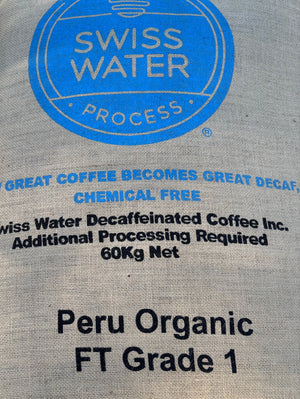 SWISS
WATER
PROCESS
®
GREAT COFFEE BECOMES GREAT DECAF,
CHEMICAL FREE
wiss Water Decaffeinated Coffee Inc.
Additional Processing Required
60Kg Net
Peru Organic
FT Grade 1